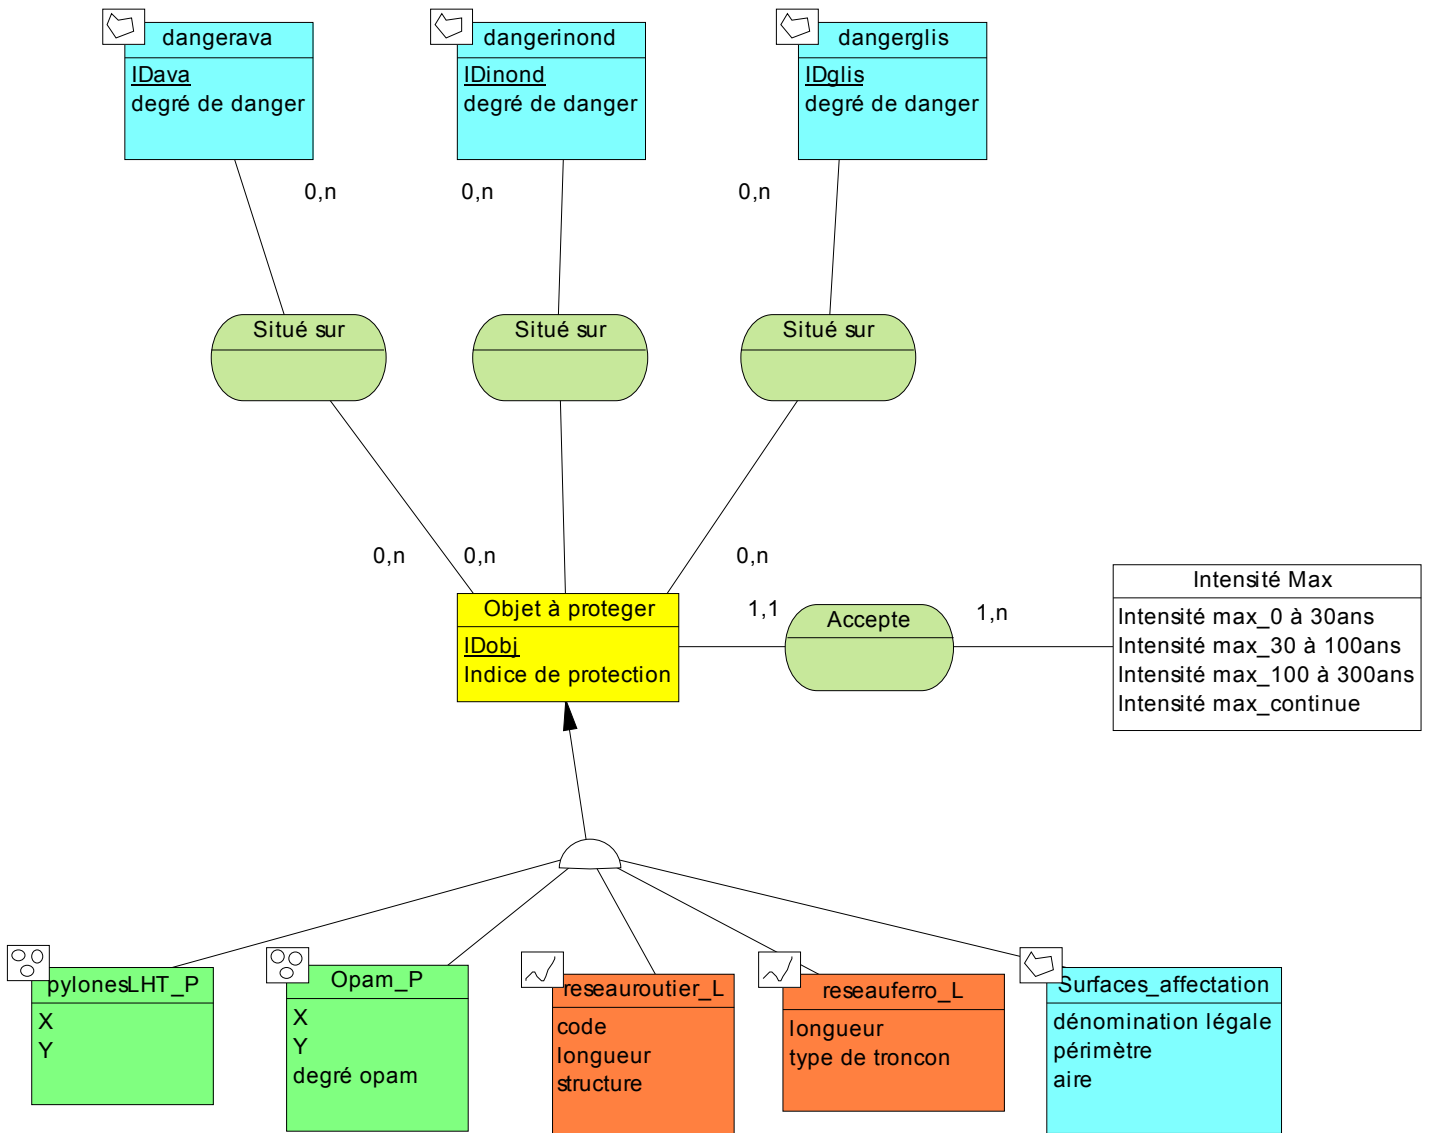 dangerava
IDava
degré de danger
dangerinond
IDinond
degré de danger
dangerglis
IDglis
degré de danger
0,n
0,n
0,n
Situé sur
Situé sur
Situé sur
0,n
0,n
0,n
Objet à proteger
IDobj
Indice de protection
1,1
Accepte
1,n
Intensité Max
Intensité max_0 à 30ans
Intensité max_30 à 100ans
Intensité max_100 à 300ans
Intensité max_continue
pylonesLHT_P
X
Y
Opam_P
X
Y
degré opam
reseauroutier_L
code
longueur
structure
reseauferro_L
longueur
type de troncon
Surfaces_affectation
dénomination légale
périmètre
aire